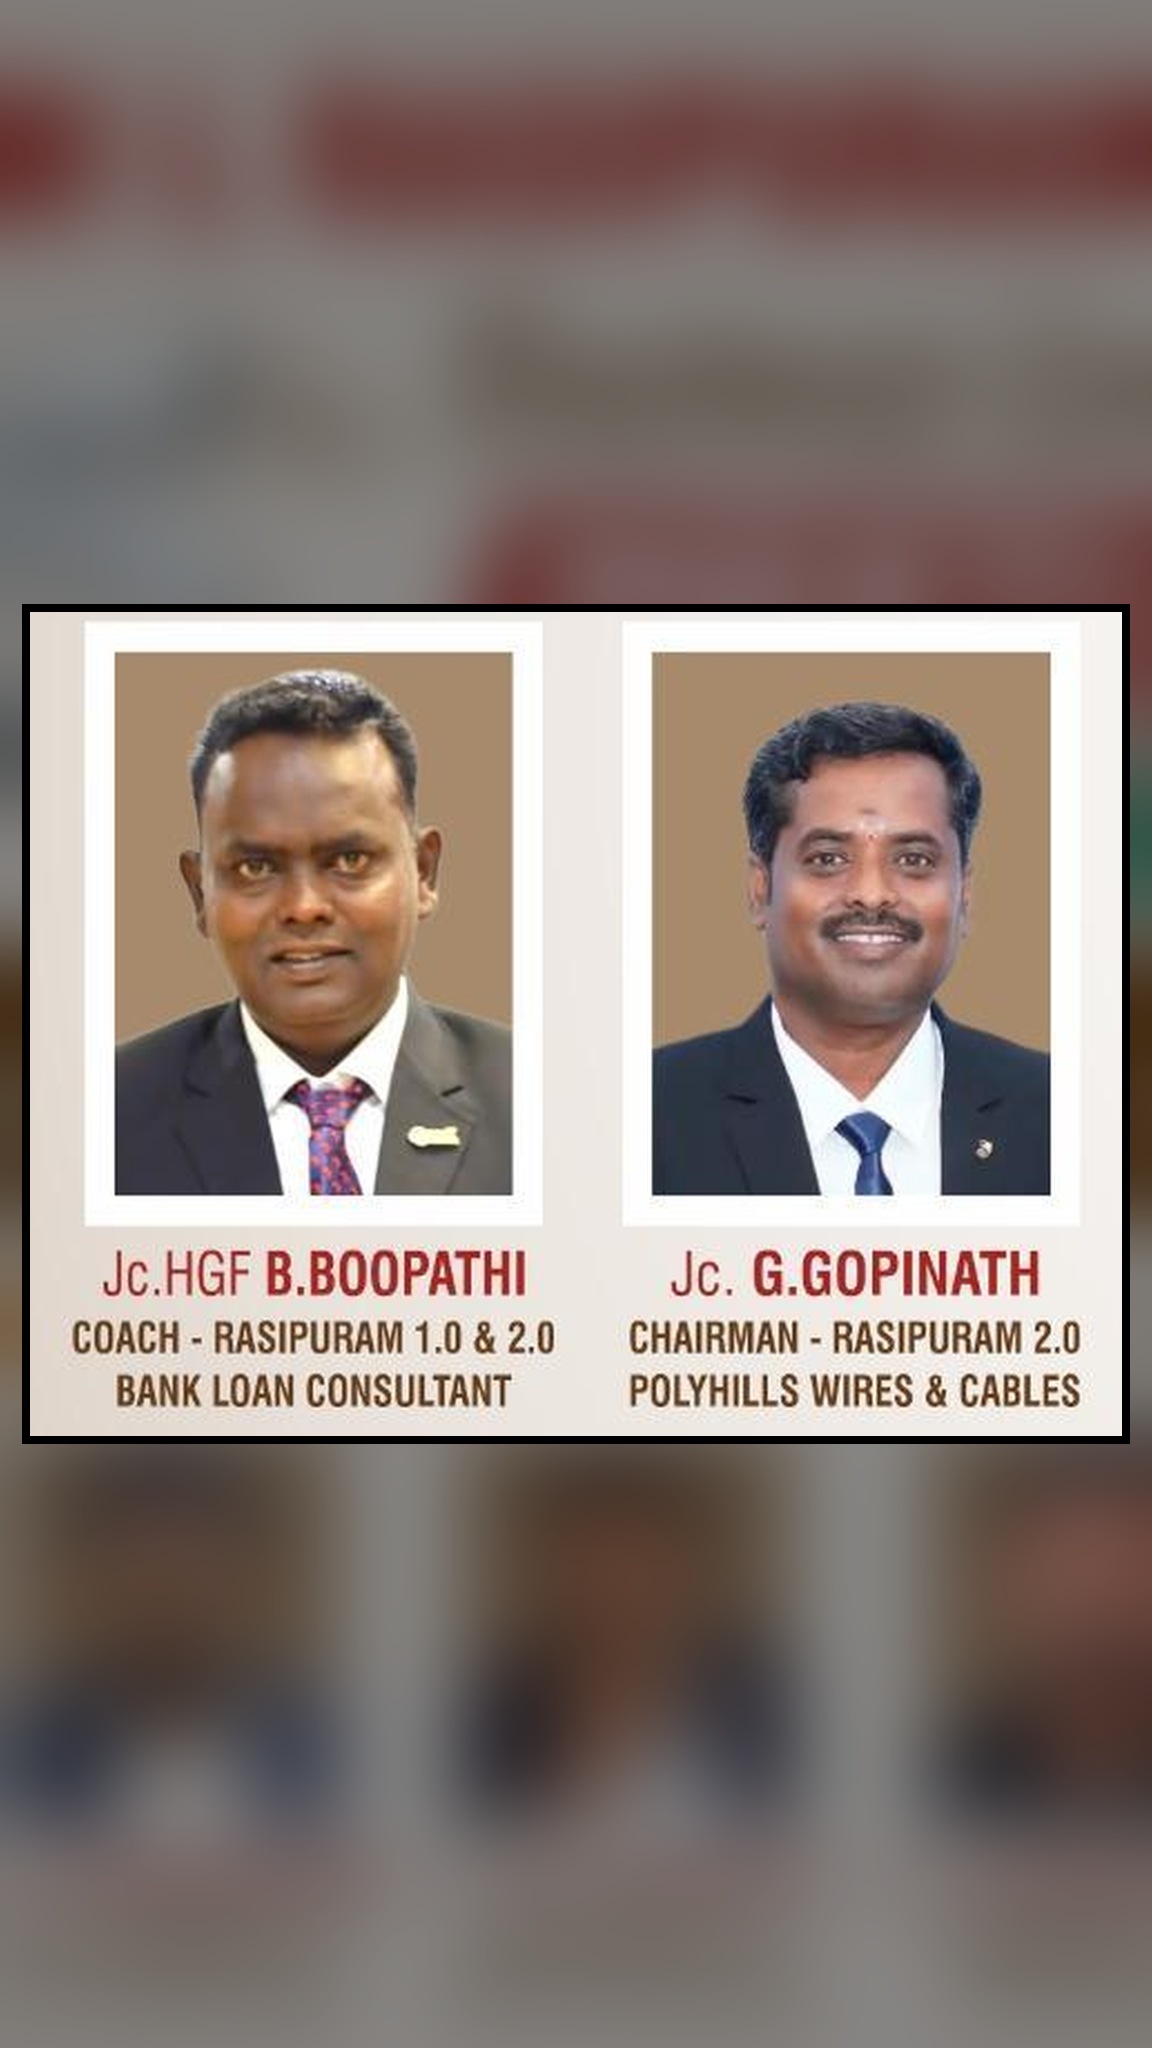 Jc.HGF B.BOOPATHI
COACH - RASIPURAM 1.0 & 2.0
BANK LOAN CONSULTANT
Jc. G.GOPINATH
CHAIRMAN - RASIPURAM 2.0
POLYHILLS WIRES & CABLES